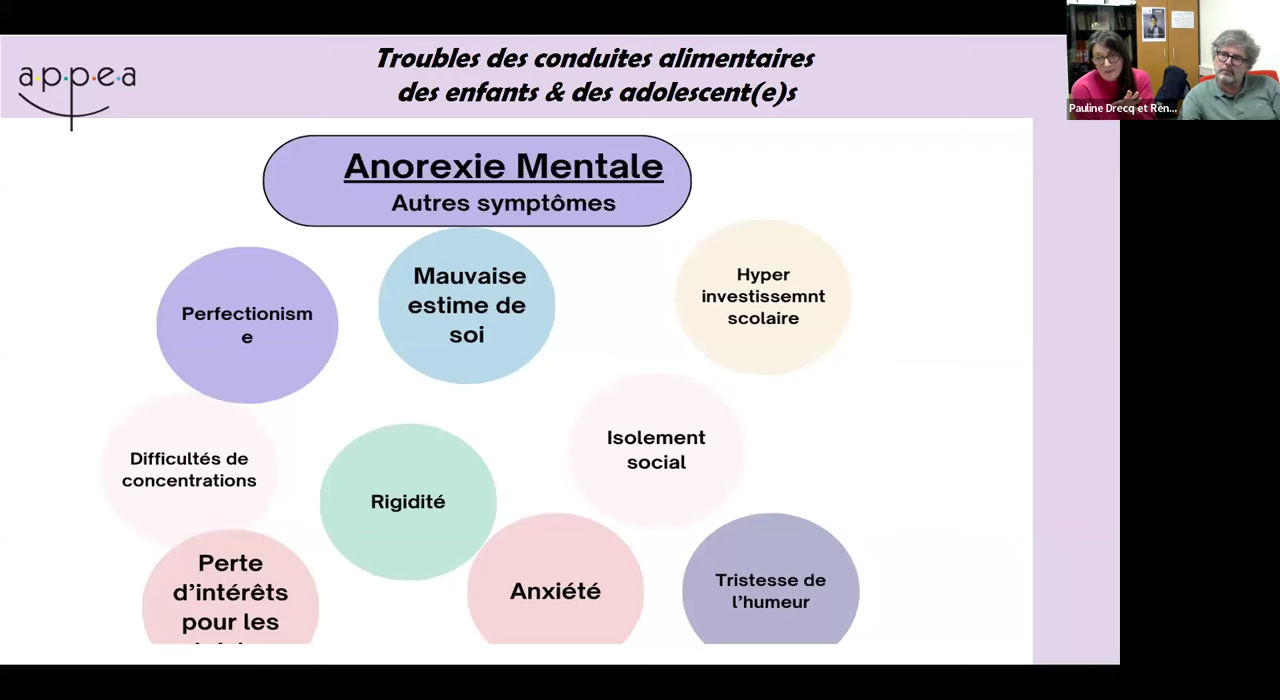 appea
Troubles des conduites alimentaires
des enfants & des adolescent(e)s
Pauline Drecq et Rén...
Anorexie Mentale
Autres symptômes
Perfectionism
e
Mauvaise
estime de
soi
Hyper
investissemnt
scolaire
Difficultés de
concentrations
Rigidité
Isolement
social
Perte
d’intérêts
pour les
Anxiété
Tristesse de
l’humeur